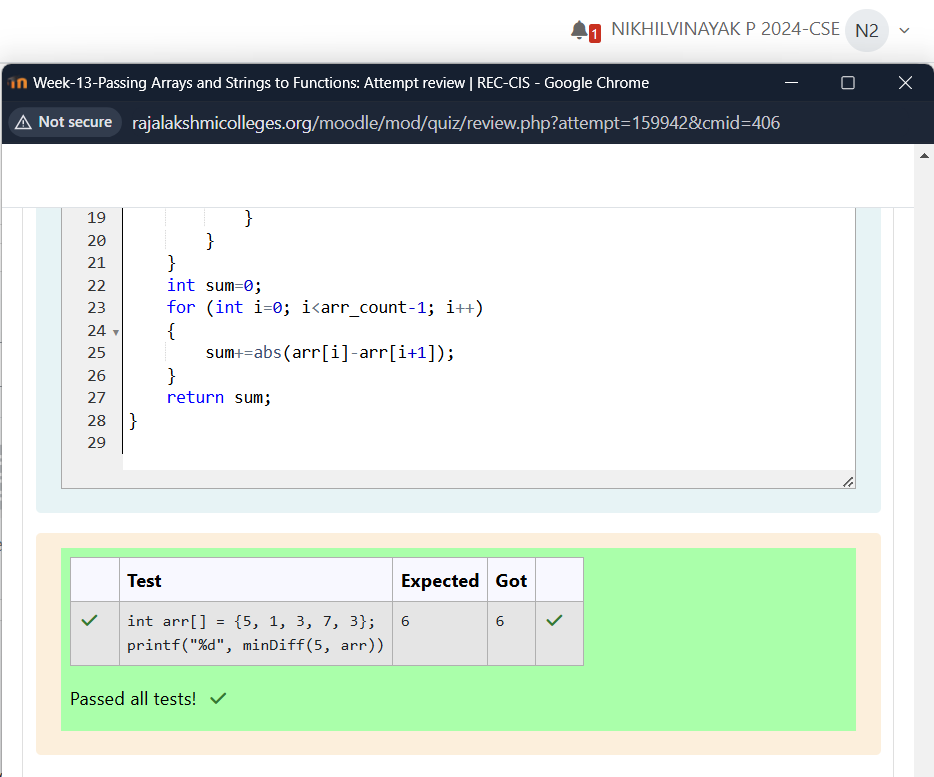 1 NIKHILVINAYAK P 2024-CSE N2
Week-13-Passing Arrays and Strings to Functions: Attempt review | REC-CIS - Google Chrome
Not secure rajalakshmicolleges.org/moodle/mod/quiz/review.php?attempt=159942&cmid=406
19 }
20 }
21 }
22 int sum=0;
23 for (int i=0; i<arr_count-1; i++)
24 {
25 sum+=abs(arr[i]-arr[i+1]);
26 }
27 return sum;
28 }
29
Test Expected Got
int arr[] = {5, 1, 3, 7, 3}; 6 6
printf("%d", minDiff(5, arr))
Passed all tests!